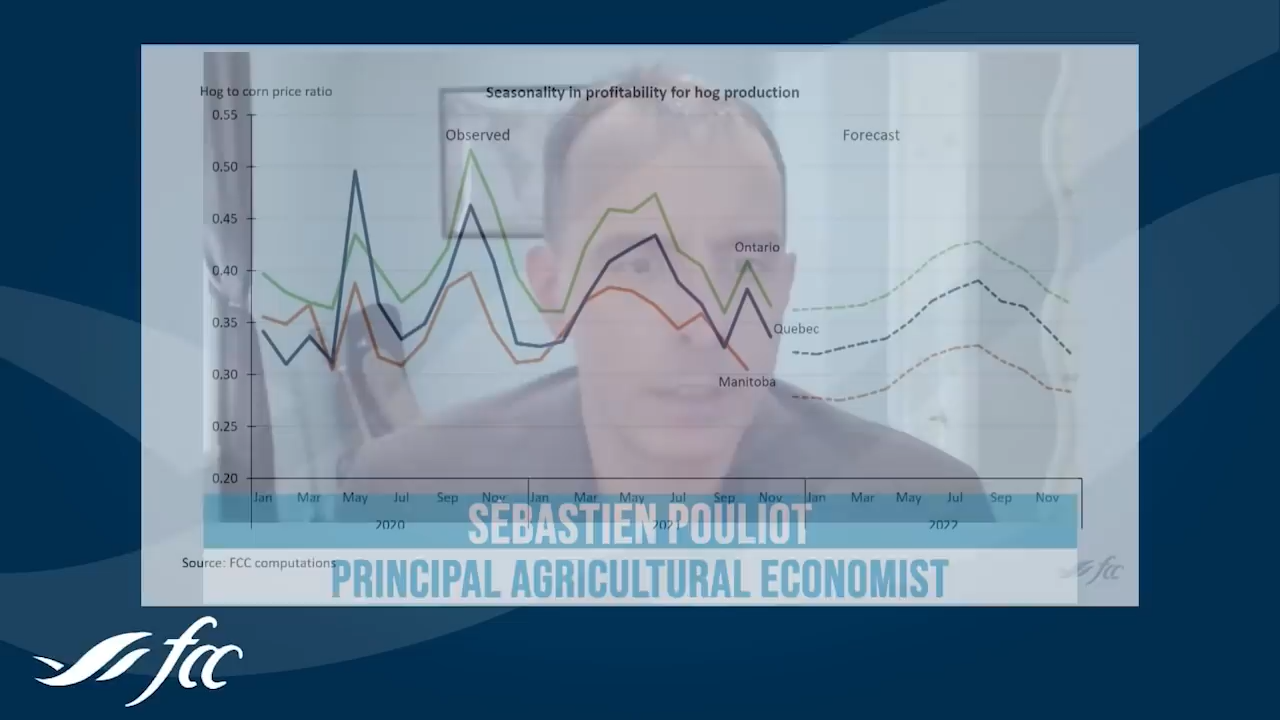 Hog to corn price ratio
Seasonality in profitability for hog production
0.55
Observed
Forecast
0.50
0.45
Ontario
0.40
0.35
Quebec
0.30
Manitoba
0.25
0.20
Jan Mar May Jul Sep Nov Jan Mar May Jul Sep Nov Jan Mar May Jul Sep Nov
2020 2021 2022
SÉBASTIEN POULIOT
Source: FCC computations
PRINCIPAL AGRICULTURAL ECONOMIST
fcc
fcc